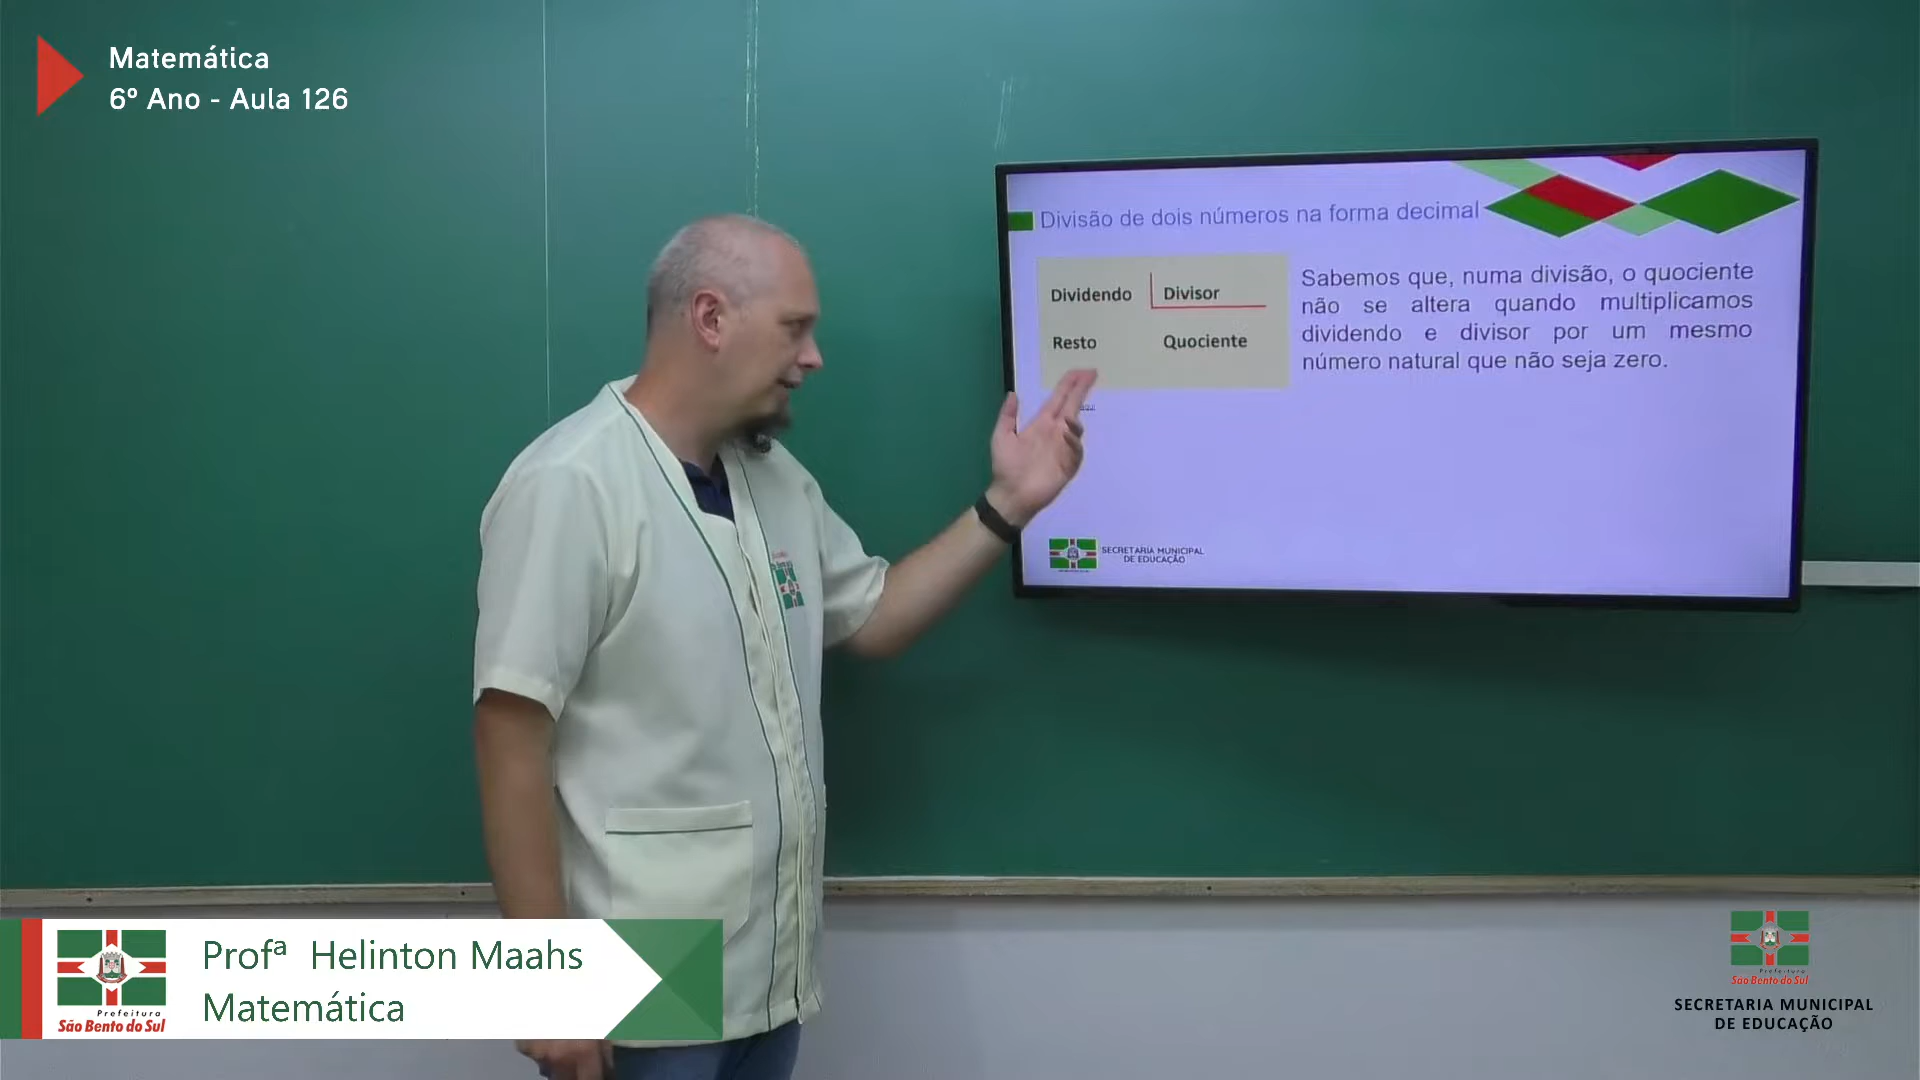 Matemática
6º Ano - Aula 126
Divisão de dois números na forma decimal
Dividendo Divisor
Resto Quociente
Sabemos que, numa divisão, o quociente
não se altera quando multiplicamos
dividendo e divisor por um mesmo
número natural que não seja zero.
SECRETARIA MUNICIPAL
DE EDUCAÇÃO
Profª Helinton Maahs
Matemática
Prefeitura
São Bento do Sul
Prefeitura
São Bento do Sul
SECRETARIA MUNICIPAL
DE EDUCAÇÃO